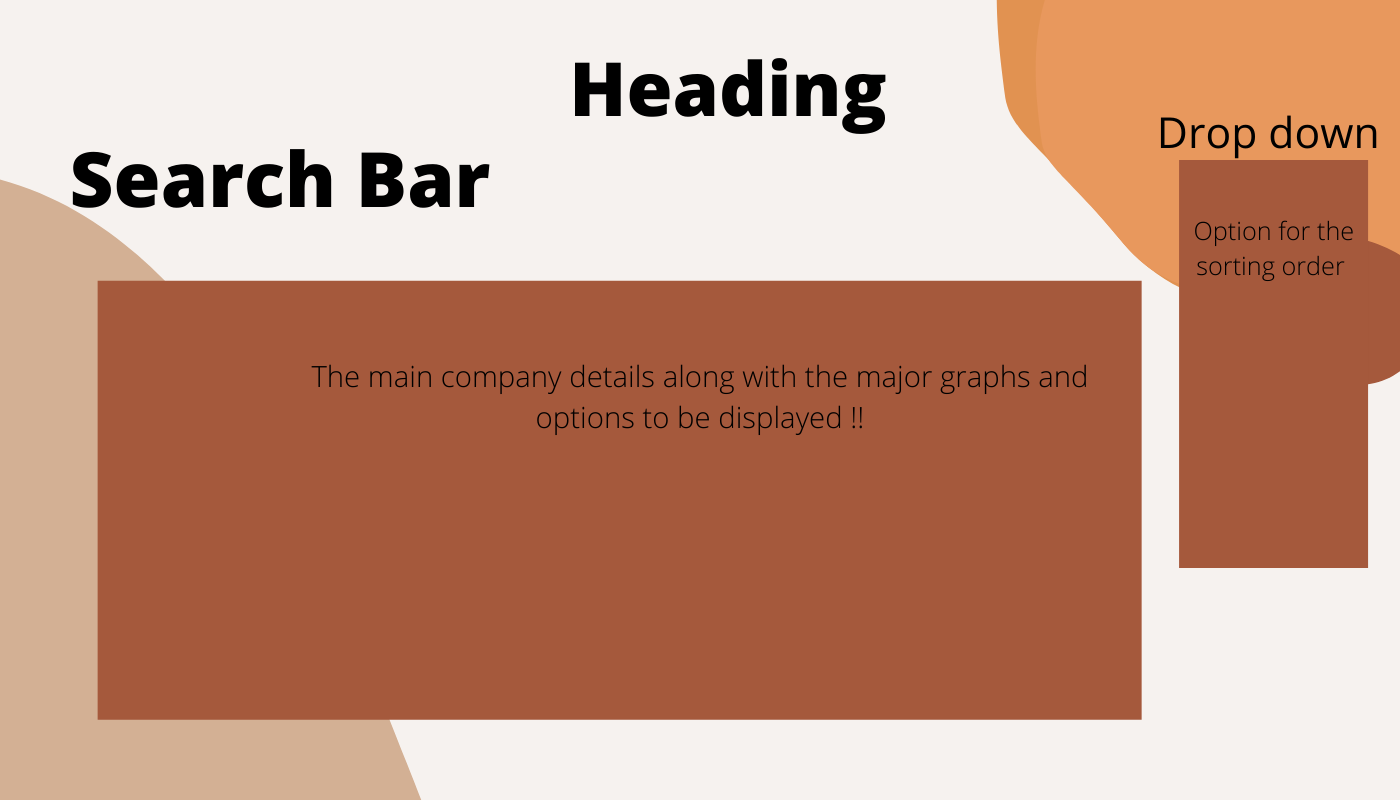 Heading
Search Bar
Drop down
Option for the
sorting order
The main company details along with the major graphs and
options to be displayed !!